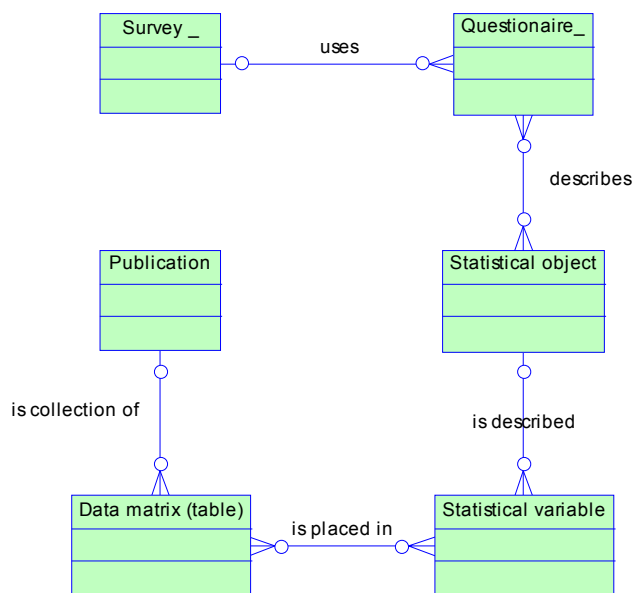 Survey _
uses
Questionaire_
describes
Publication
Statistical object
is collection of
is described
Data matrix (table)
is placed in
Statistical variable